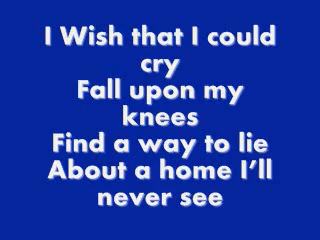 I Wish that I could
cry
Fall upon my
knees
Find a way to lie
About a home I’ll
never see